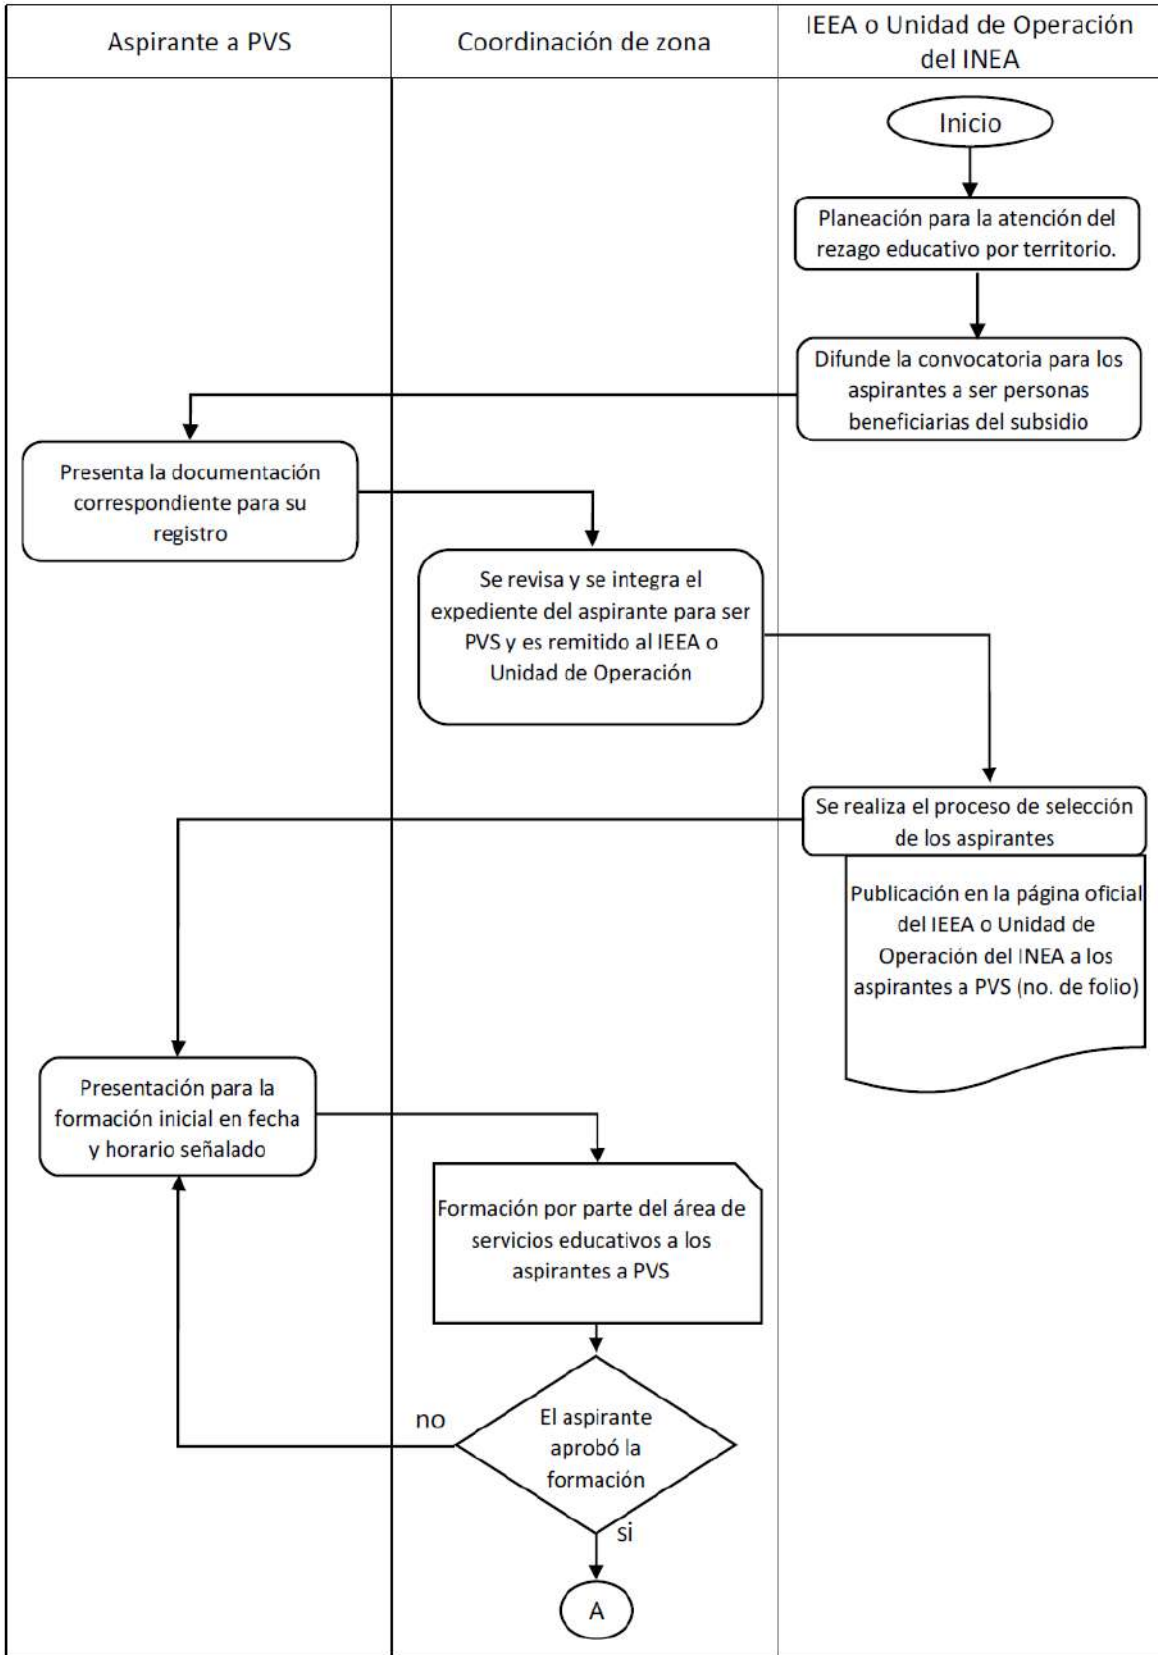 Aspirante a PVS
Coordinación de zona
IEEA o Unidad de Operación
del INEA
Inicio
Planeación para la atención del
rezago educativo por territorio.
Difunde la convocatoria para los
aspirantes a ser personas
beneficiarias del subsidio
Presenta la documentación
correspondiente para su
registro
Se revisa y se integra el
expediente del aspirante para ser
PVS y es remitido al IEEA o
Unidad de Operación
Se realiza el proceso de selección
de los aspirantes
Publicación en la página oficial
del IEEA o Unidad de
Operación del INEA a los
aspirantes a PVS (no. de folio)
Presentación para la
formación inicial en fecha
y horario señalado
Formación por parte del área de
servicios educativos a los
aspirantes a PVS
no
El aspirante
aprobó la
formación
si
A